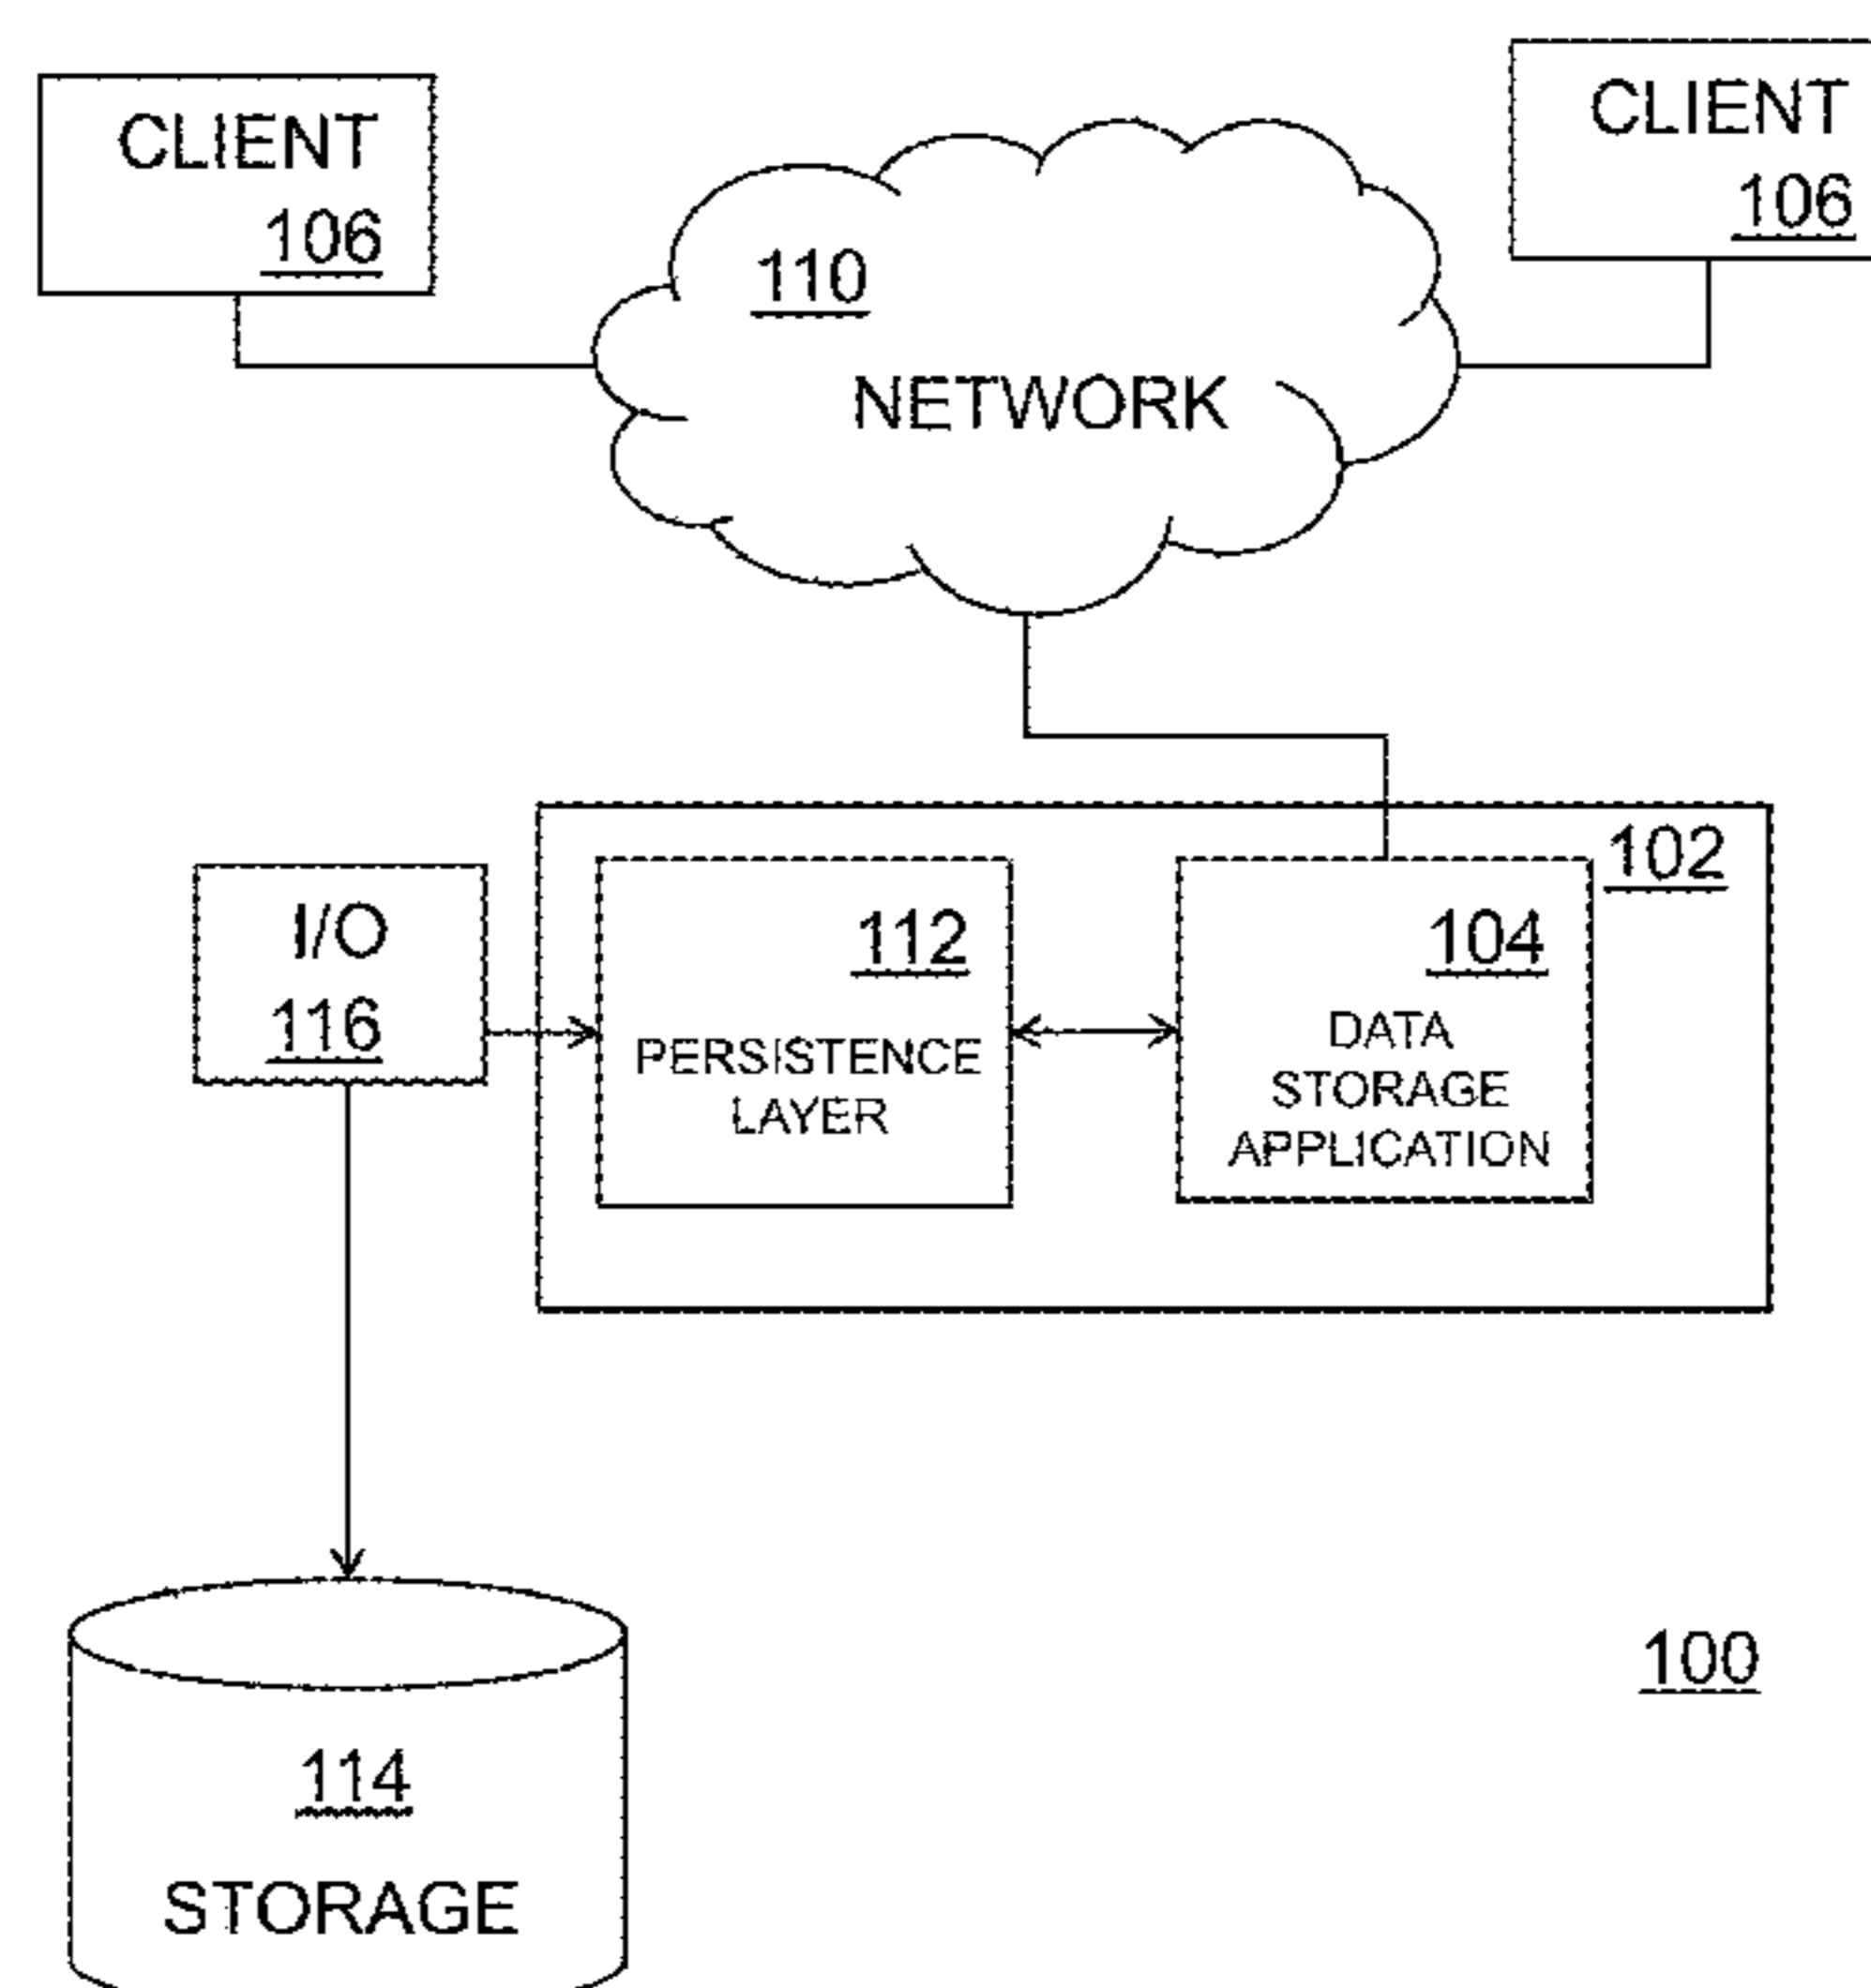 CLIENT
106
CLIENT
106
110
NETWORK
102
I/O
116
112
PERSISTENCE
LAYER
104
DATA
STORAGE
APPLICATION
100
114
STORAGE